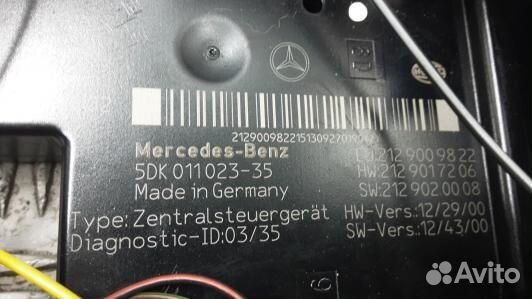 Mercedes-Benz 212 900 98 22
5DK 011 023-35 HW:212 901 72 06
Made in Germany SW:212 902 00 08
Type: Zentralsteuergerät HW-Vers.:12/29/00
Diagnostic-ID:03/35 SW-Vers.:12/43/00
Avito